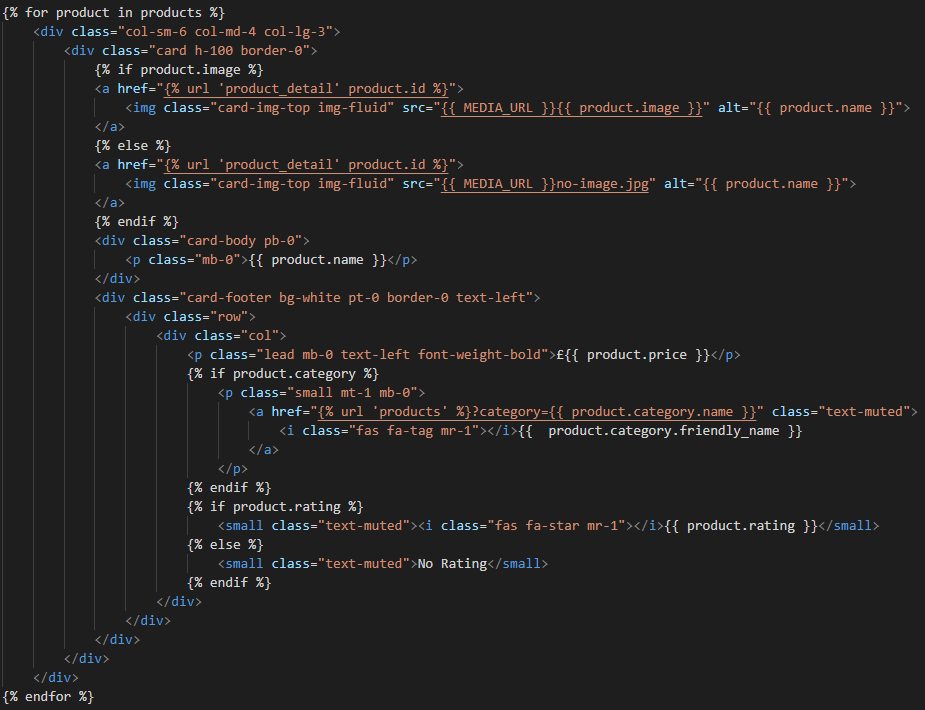 {% for product in products %}
<div class="col-sm-6 col-md-4 col-lg-3">
<div class="card h-100 border-0">
{% if product.image %}
<a href="{% url 'product_detail' product.id %}">
<img class="card-img-top img-fluid" src="{{ MEDIA_URL }}{{ product.image }}" alt="{{ product.name }}">
</a>
{% else %}
<a href="{% url 'product_detail' product.id %}">
<img class="card-img-top img-fluid" src="{{ MEDIA_URL }}no-image.jpg" alt="{{ product.name }}">
</a>
{% endif %}
<div class="card-body pb-0">
<p class="mb-0">{{ product.name }}</p>
</div>
<div class="card-footer bg-white pt-0 border-0 text-left">
<div class="row">
<div class="col">
<p class="lead mb-0 text-left font-weight-bold">£{{ product.price }}</p>
{% if product.category %}
<p class="small mt-1 mb-0">
<a href="{% url 'products' %}?category={{ product.category.name }}" class="text-muted">
<i class="fas fa-tag mr-1"></i>{{  product.category.friendly_name }}
</a>
</p>
{% endif %}
{% if product.rating %}
<small class="text-muted"><i class="fas fa-star mr-1"></i>{{ product.rating }}</small>
{% else %}
<small class="text-muted">No Rating</small>
{% endif %}
</div>
</div>
</div>
</div>
</div>
{% endfor %}